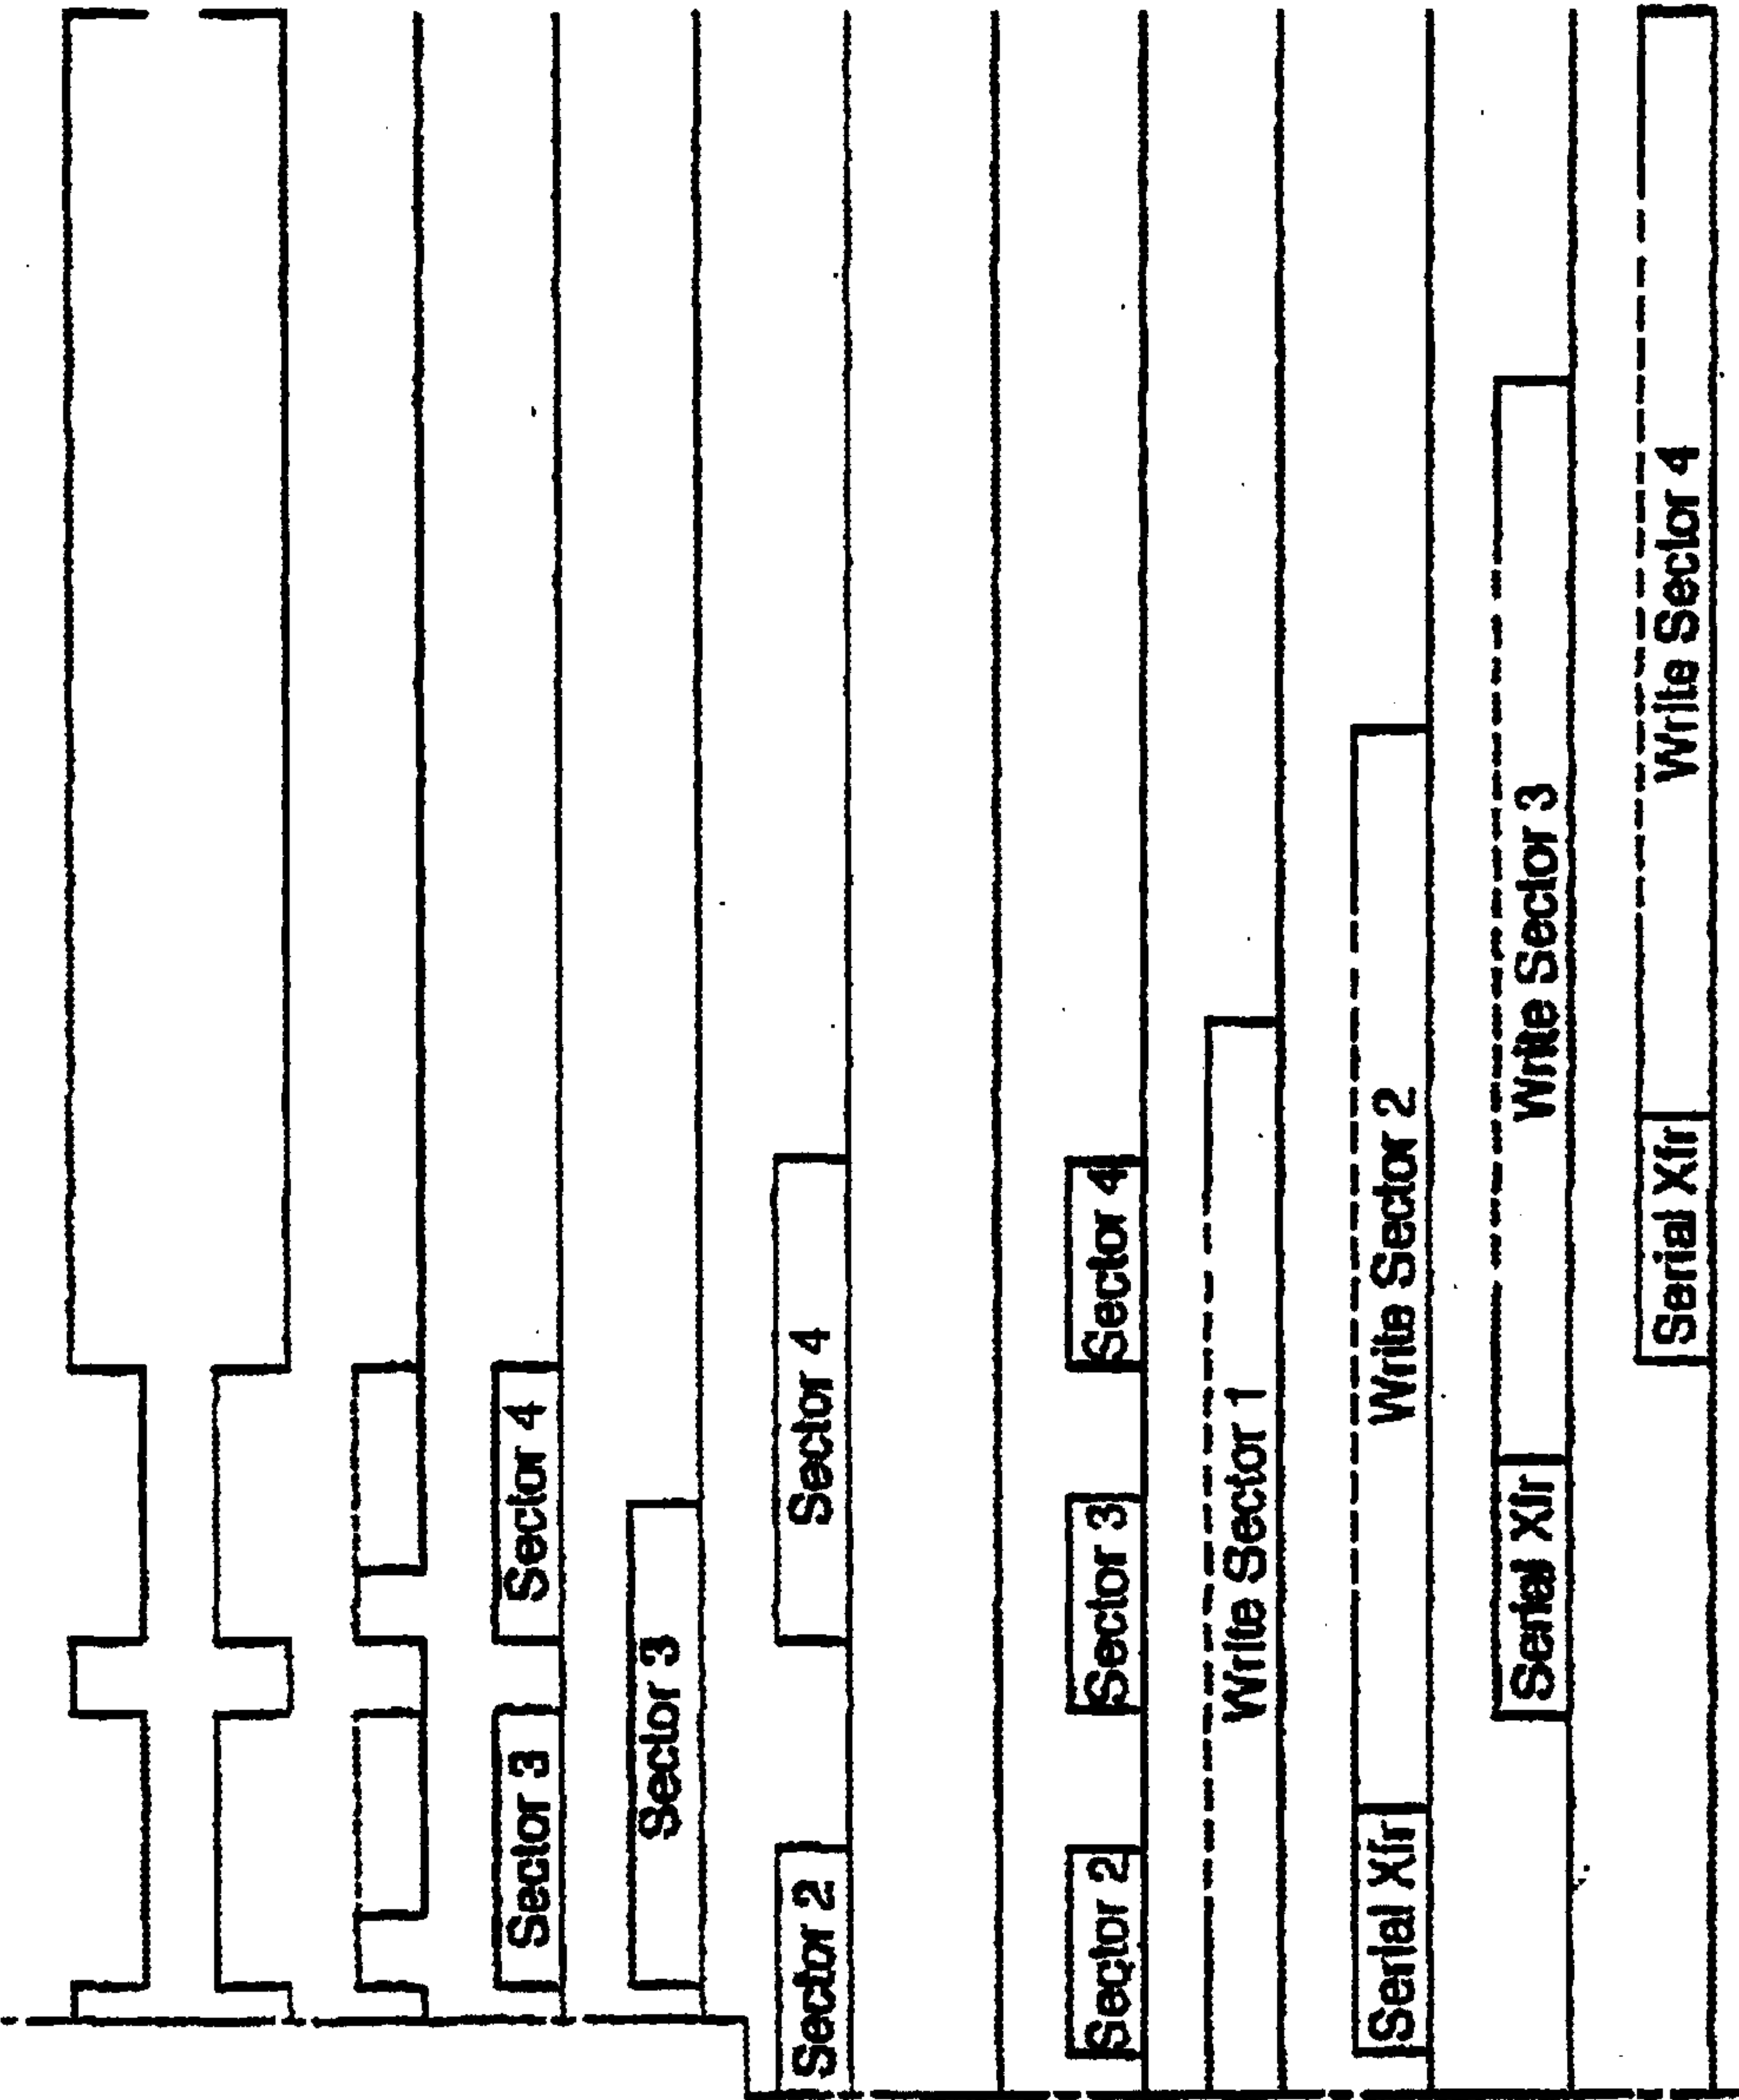 Sector 3
Sector 4
Sector 3
Sector 2
Sector 4
Sector 2
Sector 3
Sector 4
Write Sector 1
Serial Xfr
Write Sector 2
Serial Xfr
Write Sector 3
Serial Xfr
Write Sector 4